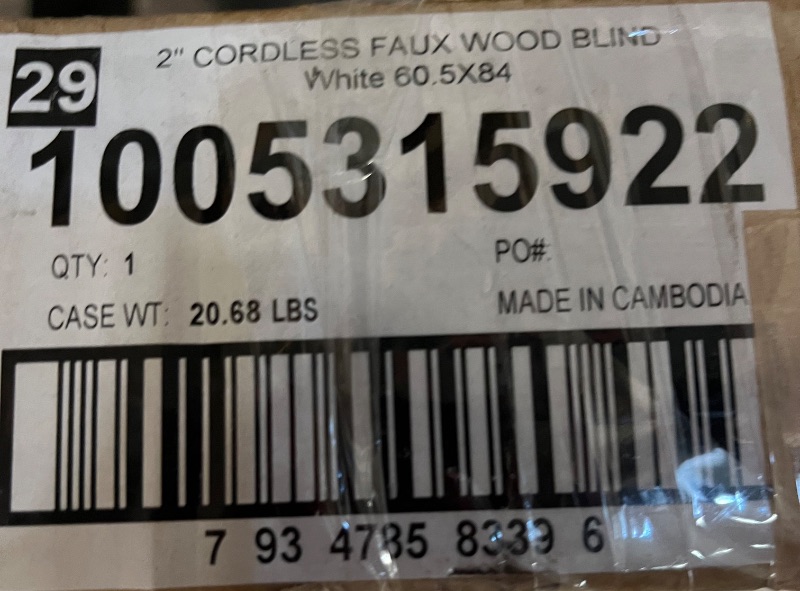 2" CORDLESS FAUX WOOD BLIND
29
White 60.5X84
1005315922
QTY: 1
PO#:
CASE WT: 20.68 LBS
MADE IN CAMBODIA
7 93 4785 8339 6